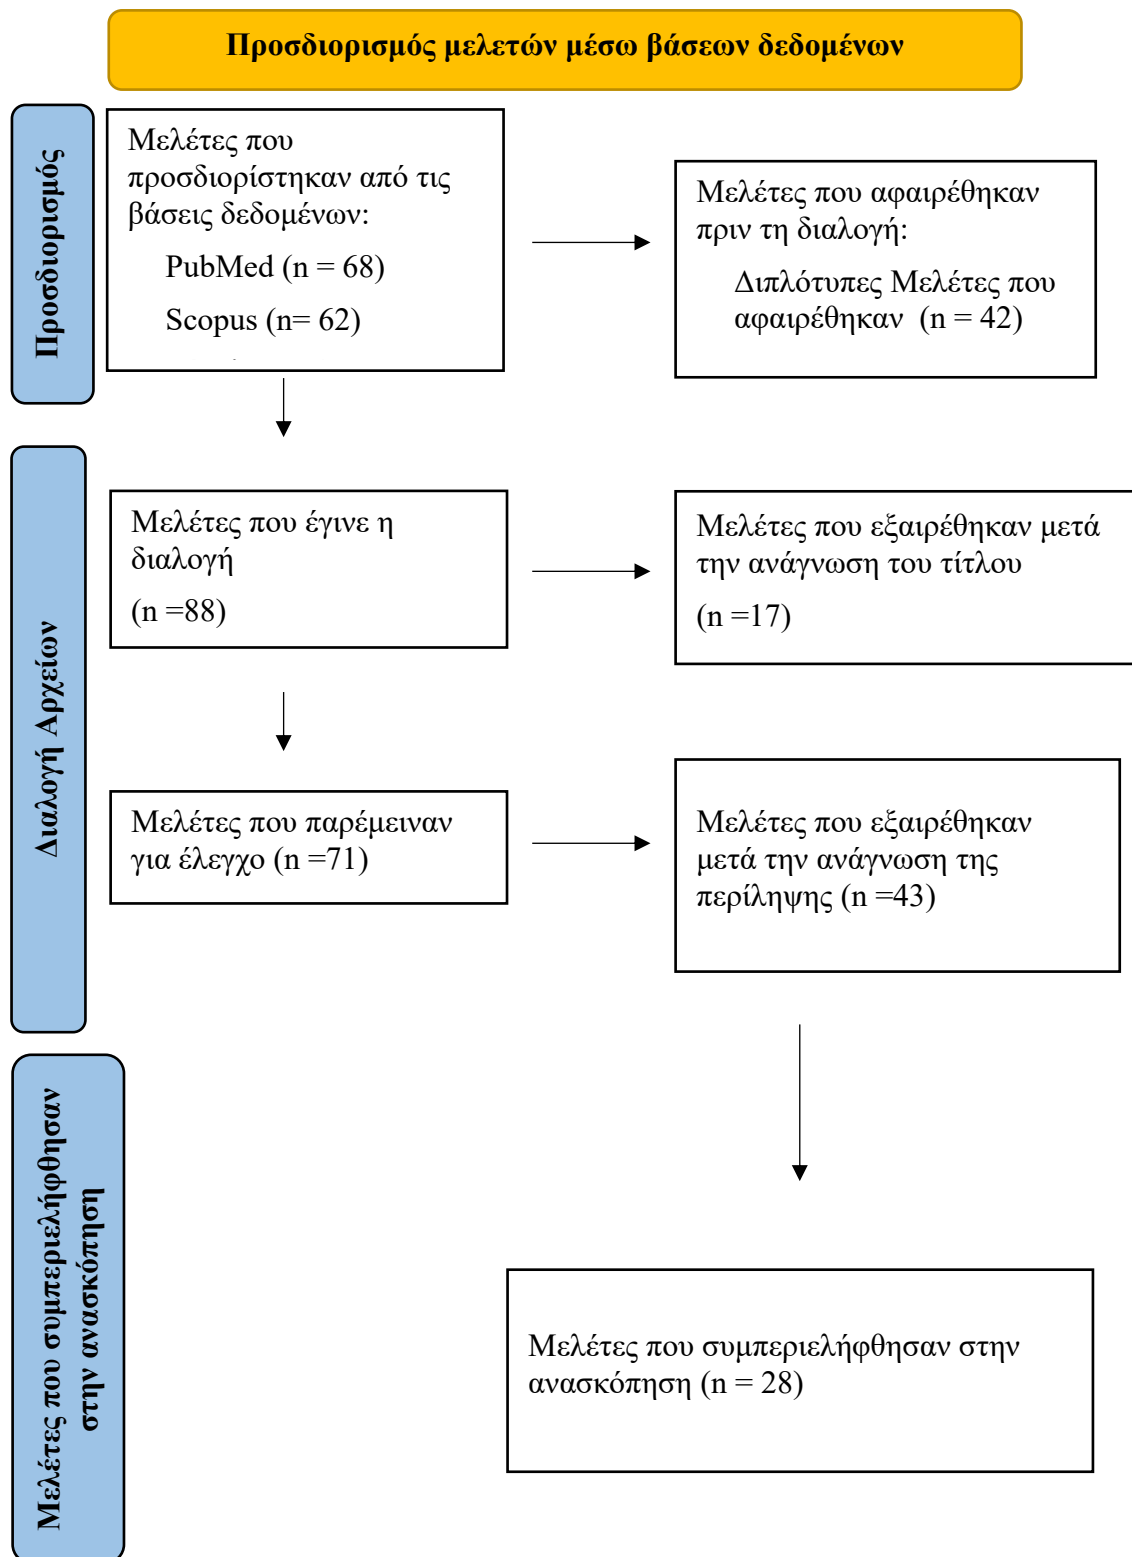 Προσδιορισμός μελετών μέσω βάσεων δεδομένων
Προσδιορισμός
Μελέτες που
προσδιορίστηκαν από τις
βάσεις δεδομένων:
PubMed (n = 68)
Scopus (n= 62)
Μελέτες που αφαιρέθηκαν
πριν τη διαλογή:
Διπλότυπες Μελέτες που
αφαιρέθηκαν (n = 42)
Διαλογή Αρχείων
Μελέτες που έγινε η
διαλογή
(n =88)
Μελέτες που εξαιρέθηκαν μετά
την ανάγνωση του τίτλου
(n =17)
Μελέτες που παρέμειναν
για έλεγχο (n =71)
Μελέτες που εξαιρέθηκαν
μετά την ανάγνωση της
περίληψης (n =43)
Μελέτες που συμπεριελήφθησαν
στην ανασκόπηση
Μελέτες που συμπεριελήφθησαν στην
ανασκόπηση (n = 28)